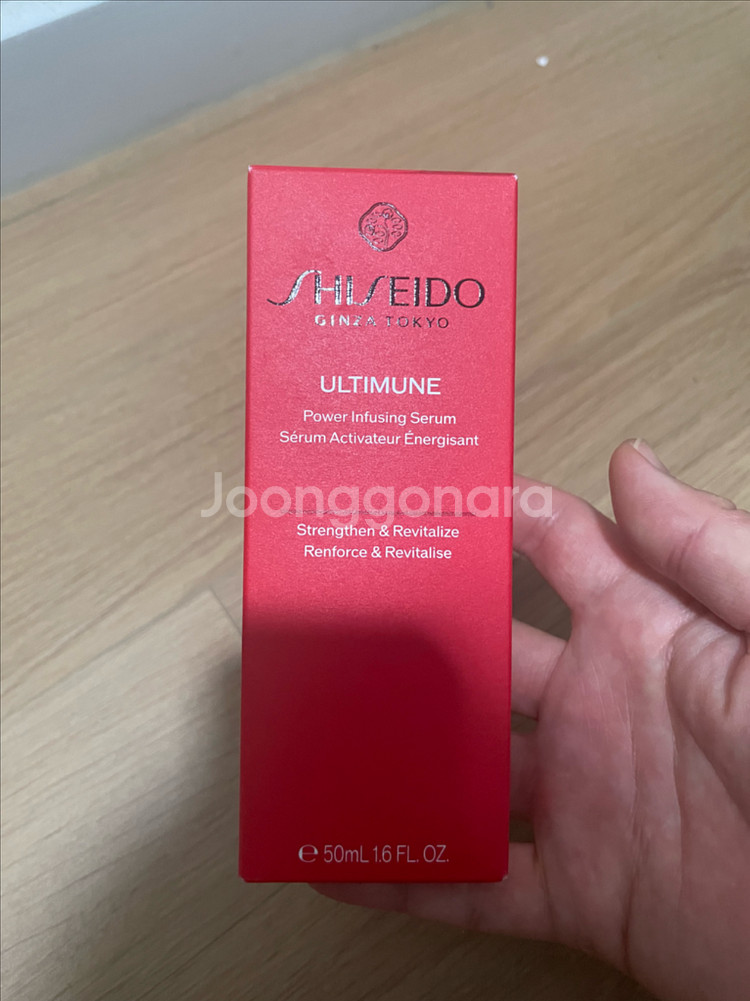 SHISEIDO
GINZA TOKYO
ULTIMUNE
Power Infusing Serum
Sérum Activateur Énergisant
Joonggonara
Strengthen & Revitalize
Renforce & Revitalise
℮ 50mL 1.6 FL. OZ.